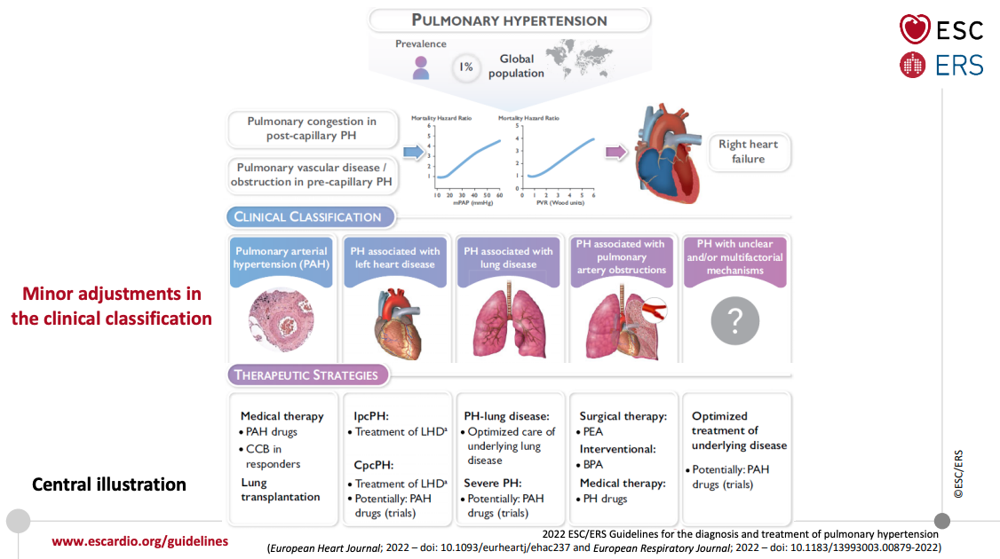 PULMONARY HYPERTENSION
Prevalence
1%
Global
population
ESC
ERS
Pulmonary congestion in
post-capillary PH
Pulmonary vascular disease /
obstruction in pre-capillary PH
Mortality Hazard Ratio
6
5
4
3
2
1
10 20 30 40 50 60
mPAP (mmHg)
Mortality Hazard Ratio
5
4
3
2
1
0
0 1 2 3 4 5 6
PVR (Wood units)
Right heart
failure
CLINICAL CLASSIFICATION
Pulmonary arterial
hypertension (PAH)
PH associated with
left heart disease
PH associated with
lung disease
PH associated with
pulmonary
artery obstructions
PH with unclear
and/or multifactorial
mechanisms
?
Minor adjustments in
the clinical classification
THERAPEUTIC STRATEGIES
Medical therapy
• PAH drugs
• CCB in
responders
Lung
transplantation
IpcPH:
• Treatment of LHDᵃ
CpcPH:
• Treatment of LHDᵃ
• Potentially: PAH
drugs (trials)
PH-lung disease:
• Optimized care of
underlying lung
disease
Severe PH:
• Potentially: PAH
drugs (trials)
Surgical therapy:
• PEA
Interventional:
• BPA
Medical therapy:
• PH drugs
Optimized
treatment of
underlying disease
• Potentially: PAH
drugs (trials)
Central illustration
©ESC/ERS
www.escardio.org/guidelines
2022 ESC/ERS Guidelines for the diagnosis and treatment of pulmonary hypertension
(European Heart Journal; 2022 – doi: 10.1093/eurheartj/ehac237 and European Respiratory Journal; 2022 – doi: 10.1183/13993003.00879-2022)